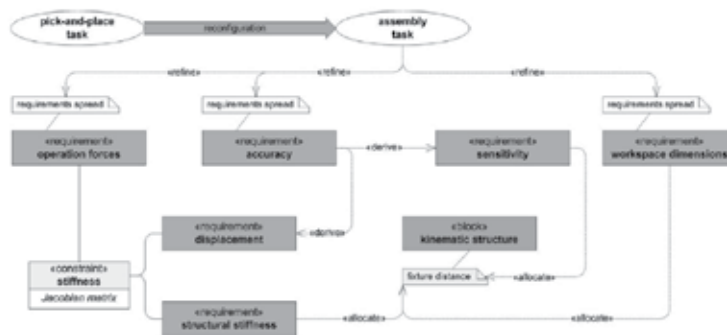 pick-and-place
task
reconfiguration
assembly
task
«refine»
«refine»
«refine»
requirements spread
requirements spread
requirements spread
«requirement»
operation forces
«requirement»
accuracy
«derive»
«requirement»
sensitivity
«requirement»
workspace dimensions
«requirement»
displacement
«derive»
«block»
kinematic structure
«constraint»
stiffness
Jacobian matrix
fixture distance
«allocate»
«requirement»
structural stiffness
«allocate»
«allocate»